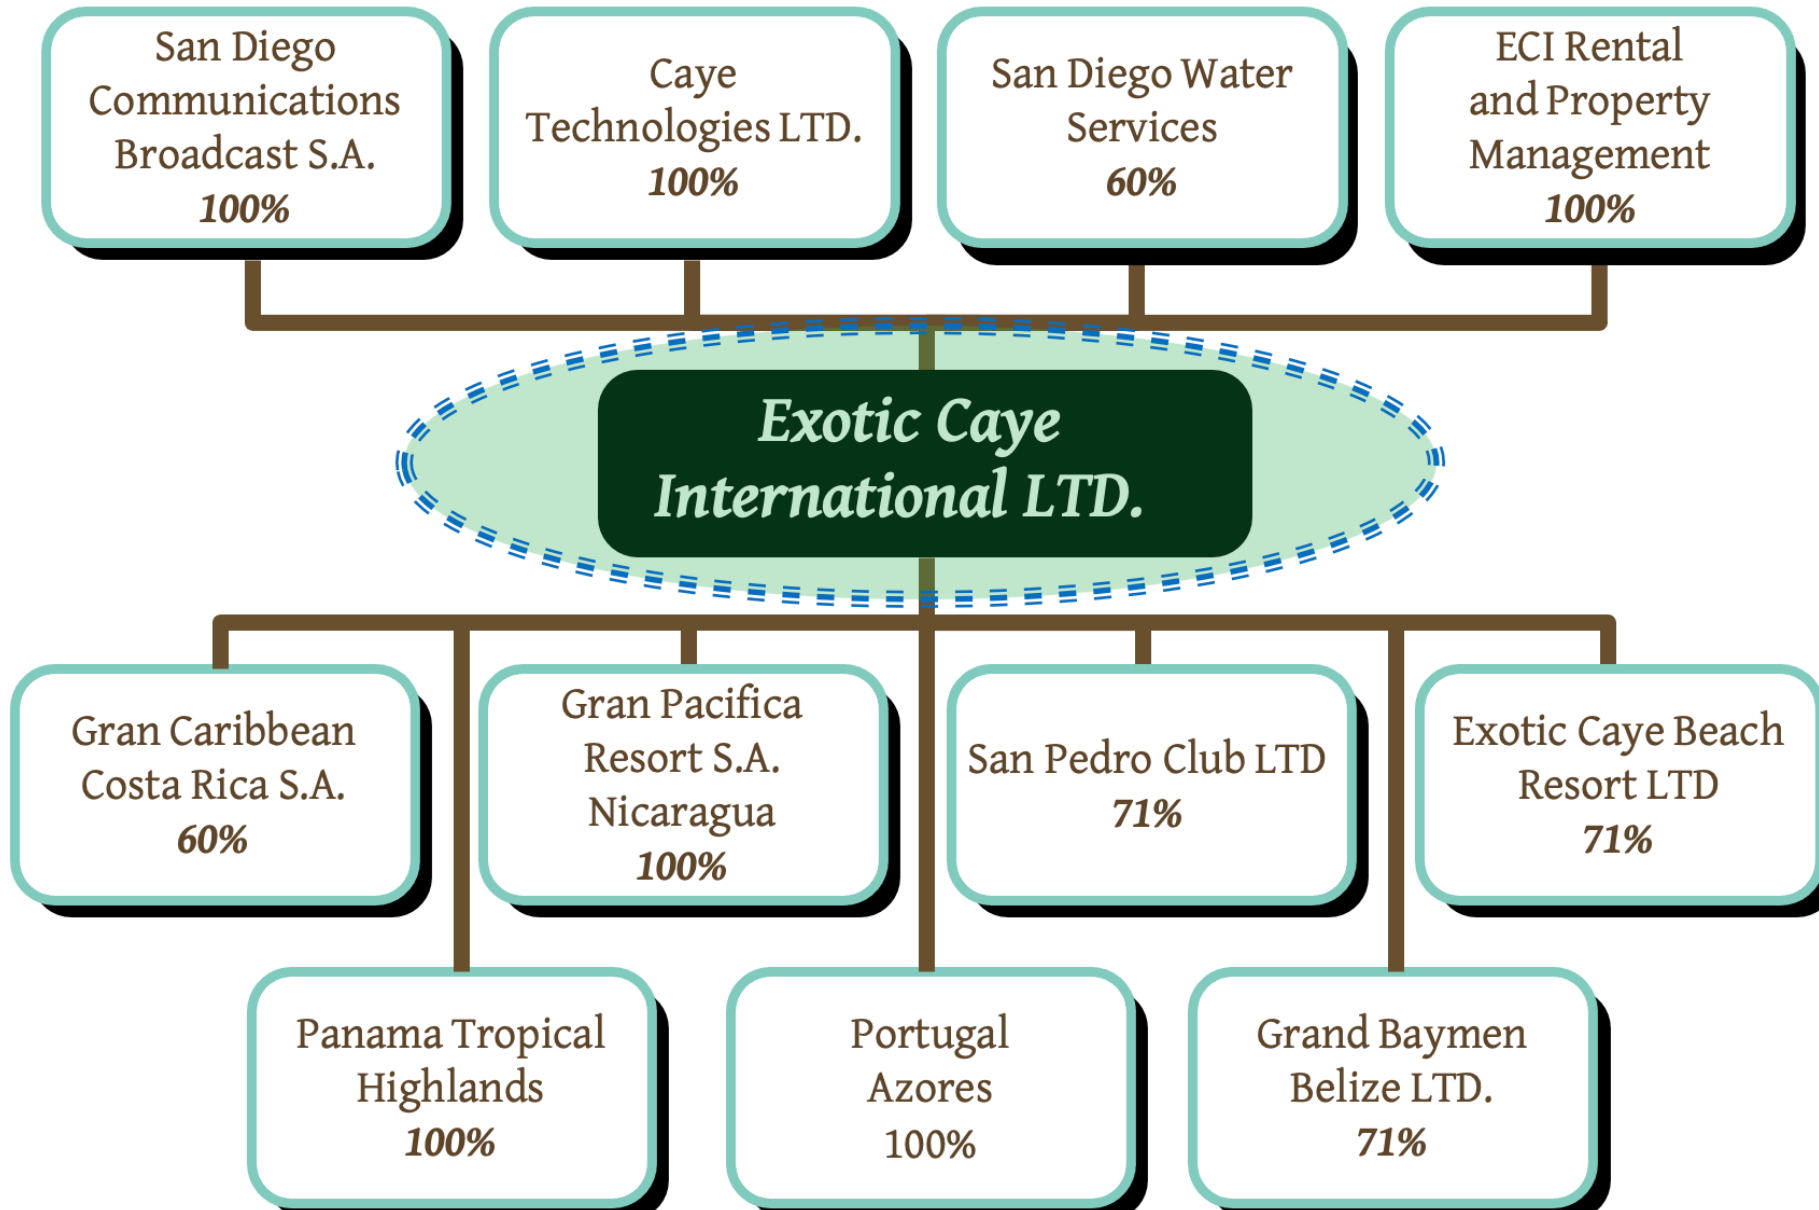 San Diego
Communications
Broadcast S.A.
100%
Caye
Technologies LTD.
100%
San Diego Water
Services
60%
ECI Rental
and Property
Management
100%
Exotic Caye
International LTD.
Gran Caribbean
Costa Rica S.A.
60%
Gran Pacifica
Resort S.A.
Nicaragua
100%
San Pedro Club LTD
71%
Exotic Caye Beach
Resort LTD
71%
Panama Tropical
Highlands
100%
Portugal
Azores
100%
Grand Baymen
Belize LTD.
71%